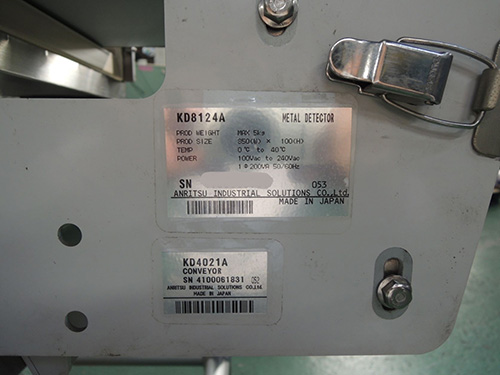 KD8124A METAL DETECTOR
PROD WEIGHT MAX 5kg
PROD SIZE 350(W) × 100(H)
TEMP 0℃ to 40℃
POWER 100Vac to 240Vac
1 Φ 200VA 50/60Hz
SN 053
ANRITSU INDUSTRIAL SOLUTIONS CO.,Ltd.
MADE IN JAPAN
KD4021A
CONVEYOR
SN 4100061831
ANRITSU INDUSTRIAL SOLUTIONS CO.,Ltd.
MADE IN JAPAN